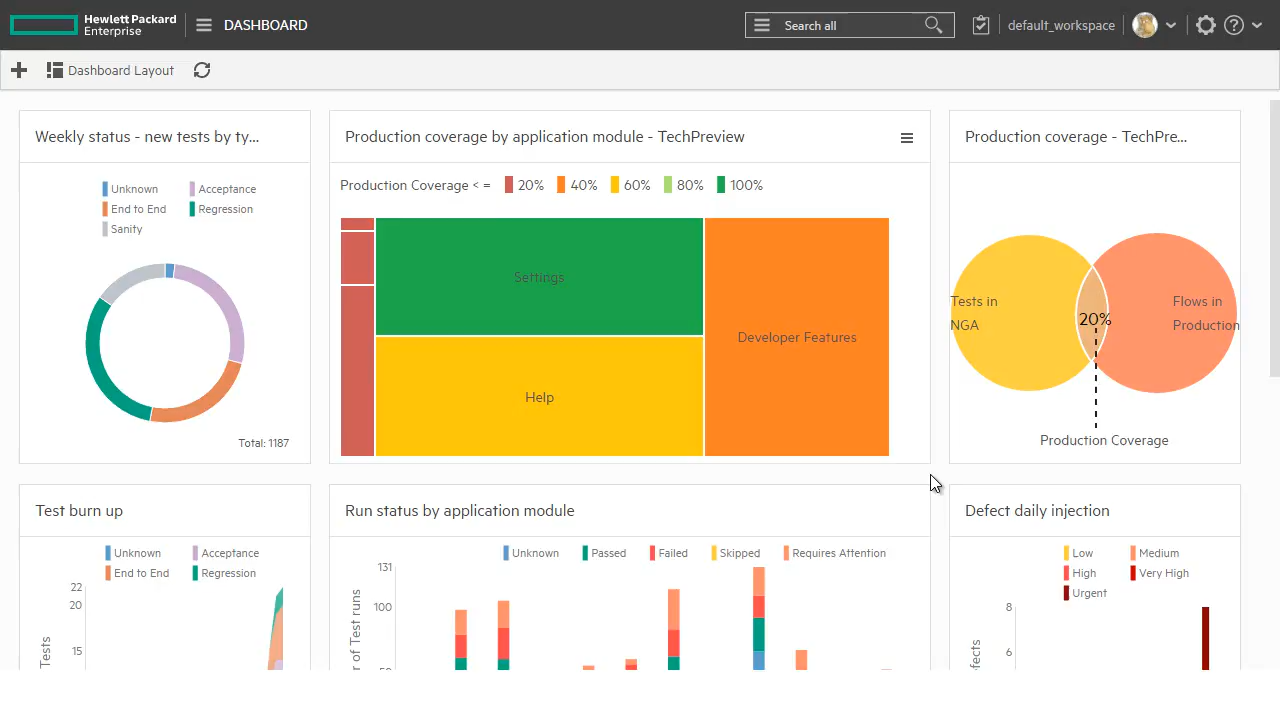 Hewlett Packard
Enterprise
DASHBOARD
Search all
default_workspace
Dashboard Layout
Weekly status - new tests by ty...
Unknown
Acceptance
End to End
Regression
Sanity
Total: 1187
Production coverage by application module - TechPreview
Production Coverage < =
20%
40%
60%
80%
100%
Settings
Help
Developer Features
Production coverage - TechPre...
Tests in
NGA
20%
Flows in
Production
Production Coverage
Test burn up
Unknown
Acceptance
End to End
Regression
22
20
15
Tests
Run status by application module
Unknown
Passed
Failed
Skipped
Requires Attention
131
100
r of Test runs
Defect daily injection
Low
Medium
High
Very High
Urgent
8
6
fects